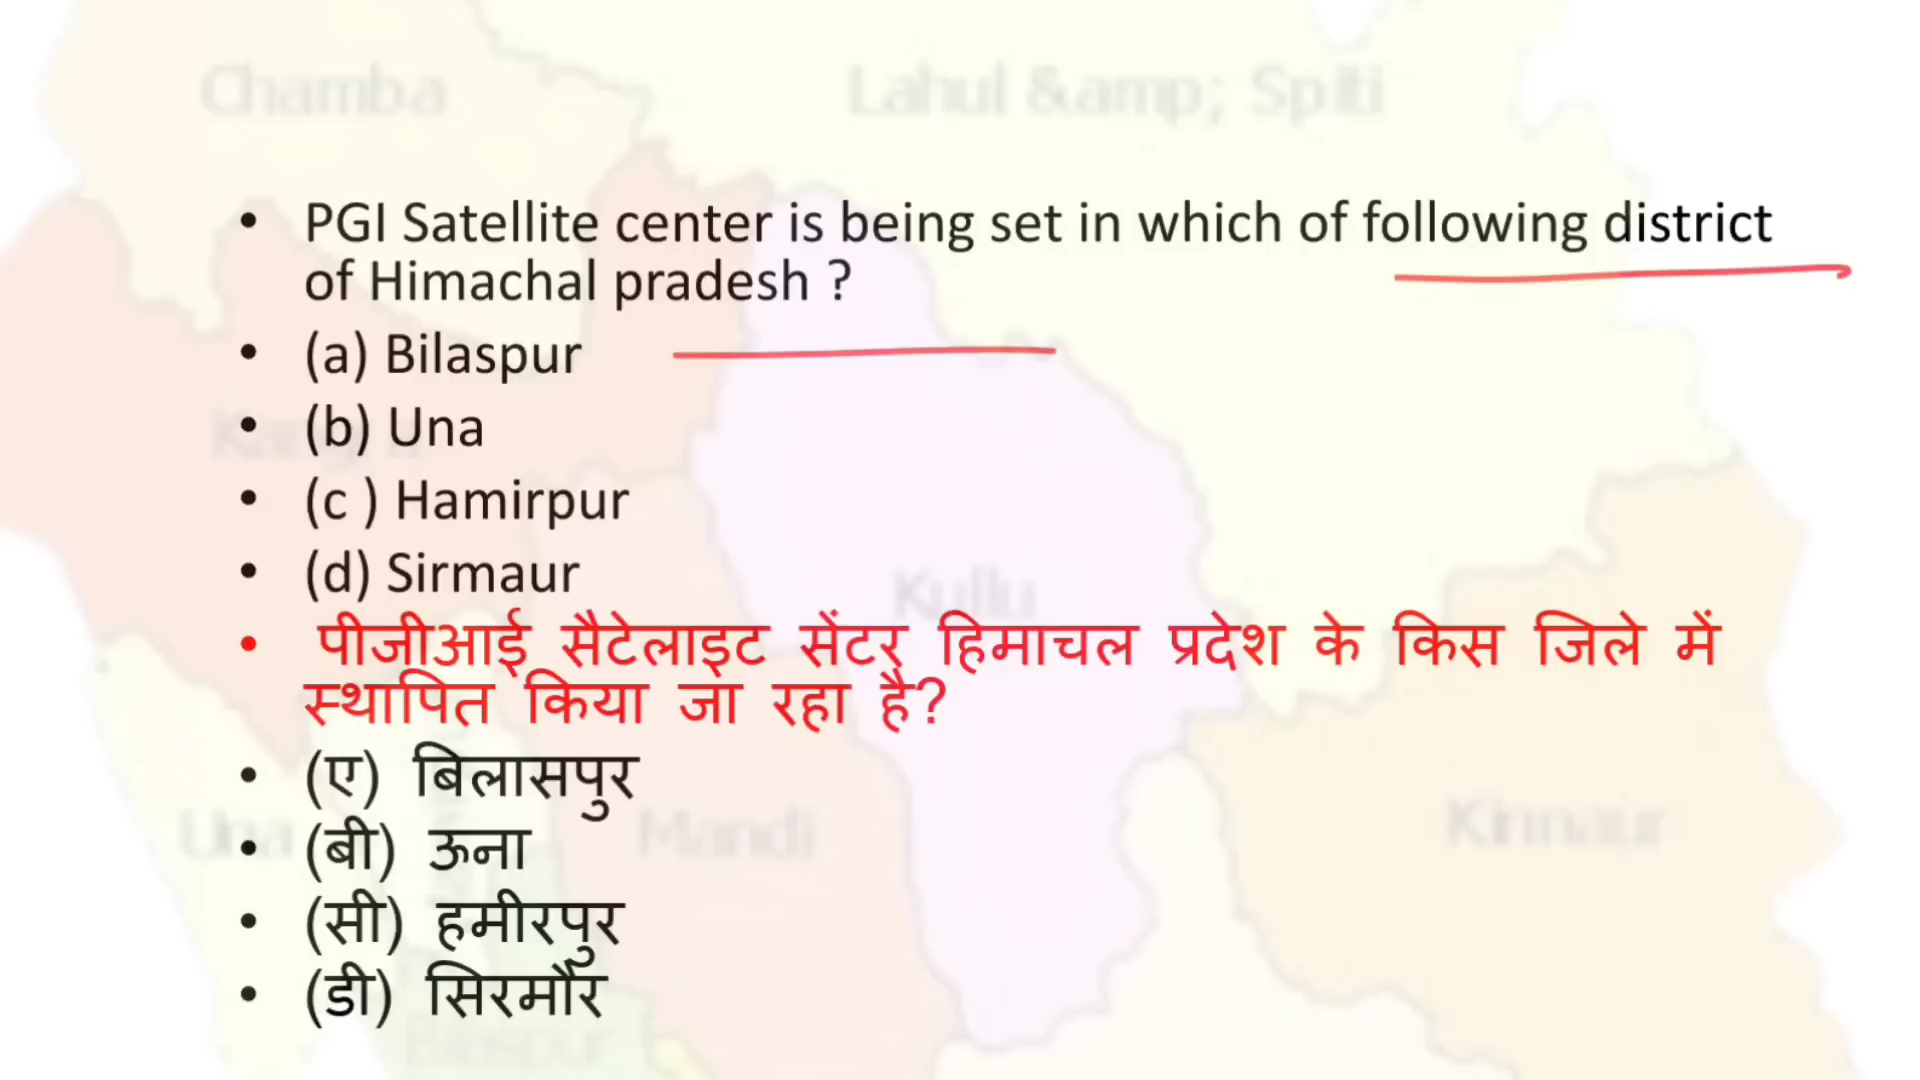 Chamba
Lahul &amp; Spiti
• PGI Satellite center is being set in which of following district
of Himachal pradesh ?
• (a) Bilaspur
• (b) Una
• (c ) Hamirpur
• (d) Sirmaur
Kullu
• पीजीआई सैटेलाइट सेंटर हिमाचल प्रदेश के किस जिले में
स्थापित किया जा रहा है?
• (ए) बिलासपुर
• (बी) ऊना
• (सी) हमीरपुर
• (डी) सिरमौर
Una
Mandi
Kinnaur
Bilaspur